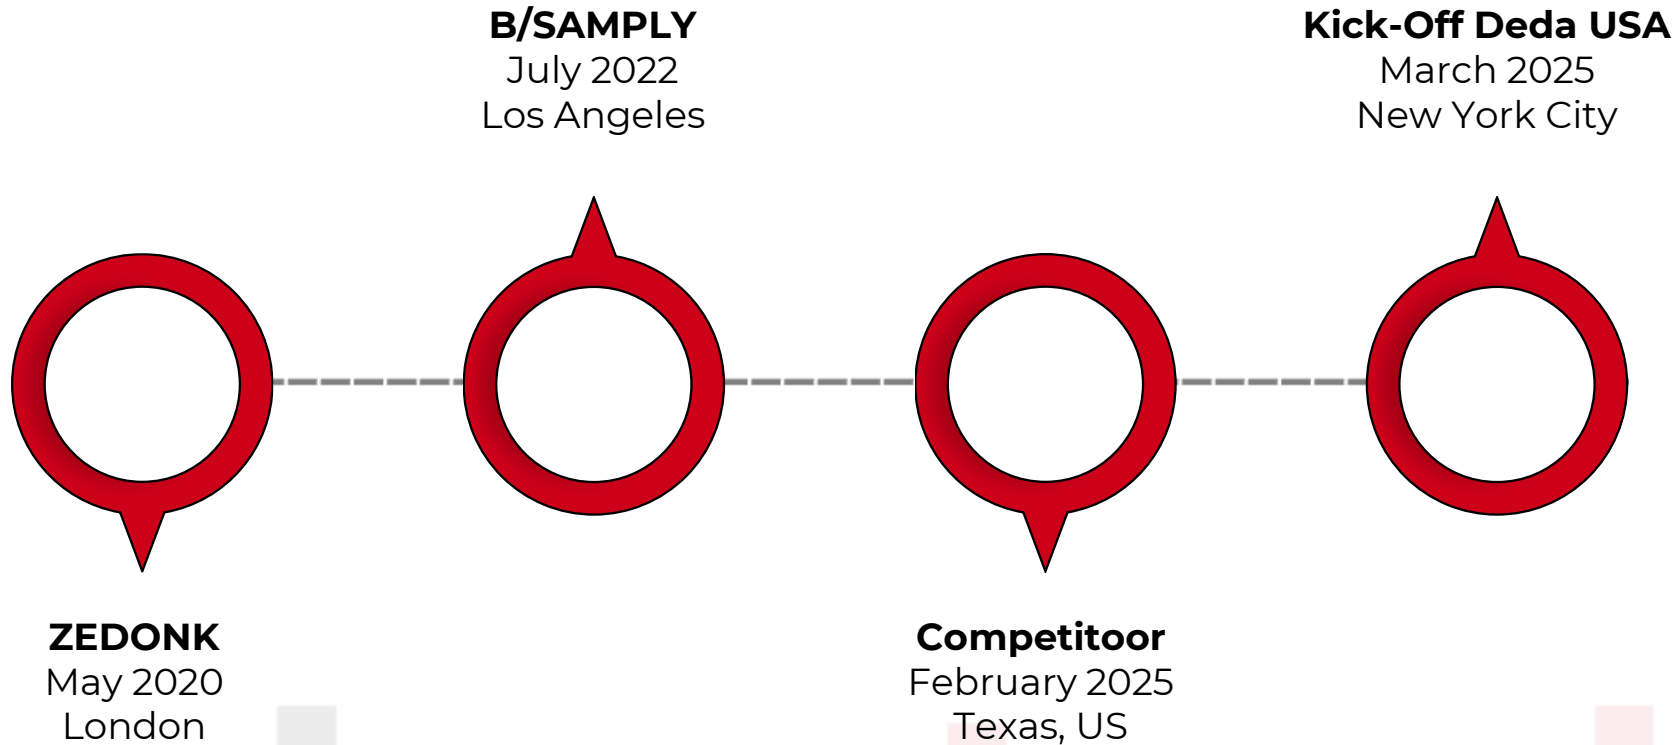 B/SAMPLY
July 2022
Los Angeles
Kick-Off Deda USA
March 2025
New York City
ZEDONK
May 2020
London
Competitoor
February 2025
Texas, US